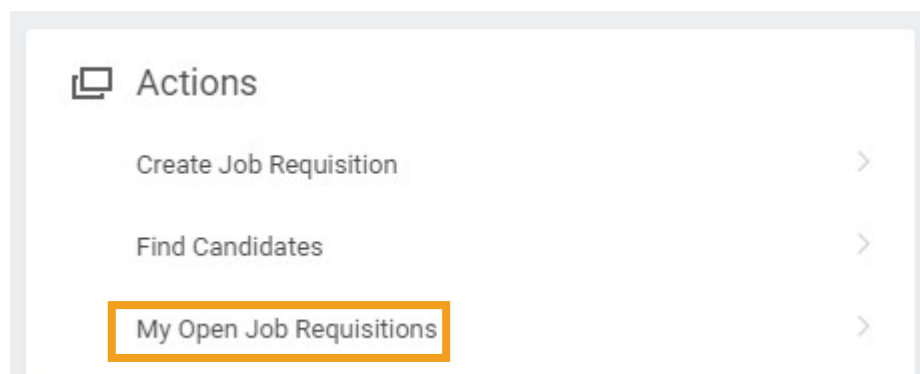 Actions
Create Job Requisition
Find Candidates
My Open Job Requisitions